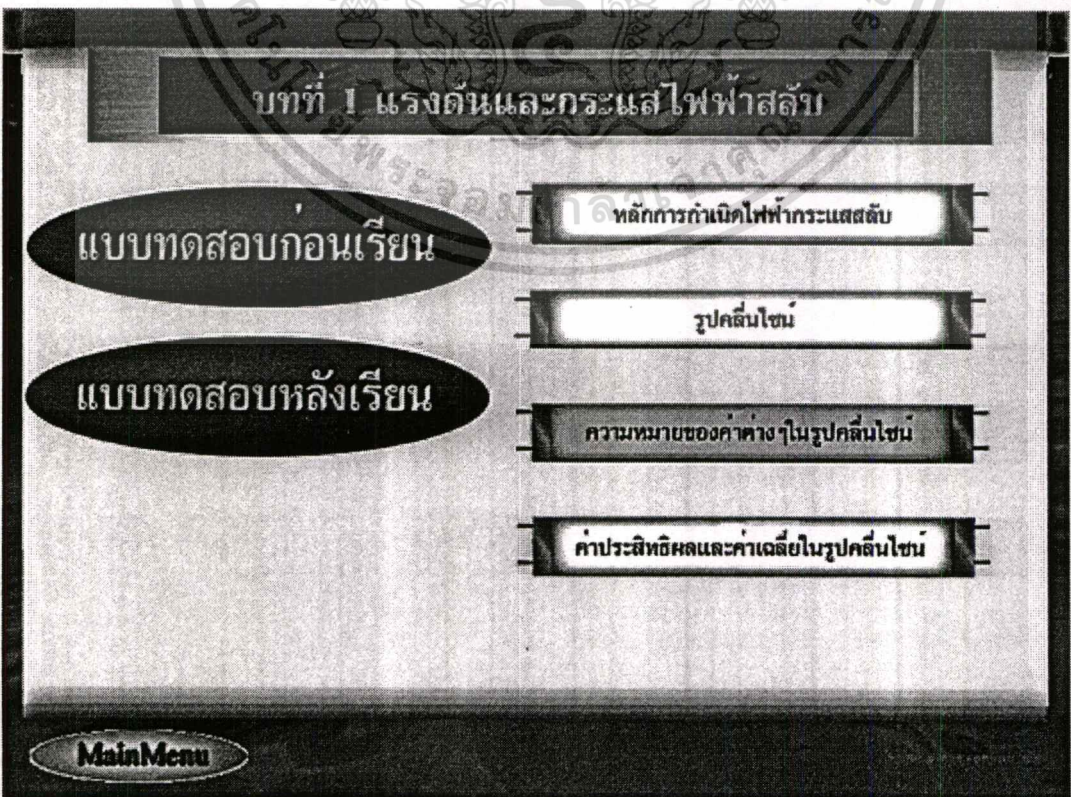 บทที่ 1 แรงดันและกระแสไฟฟ้าสลับ
แบบทดสอบก่อนเรียน
แบบทดสอบหลังเรียน
หลักการกำเนิดไฟฟ้ากระแสสลับ
รูปคลื่นไซน์
ความหมายของค่าต่างๆในรูปคลื่นไซน์
ค่าประสิทธิผลและค่าเฉลี่ยในรูปคลื่นไซน์
MainMenu